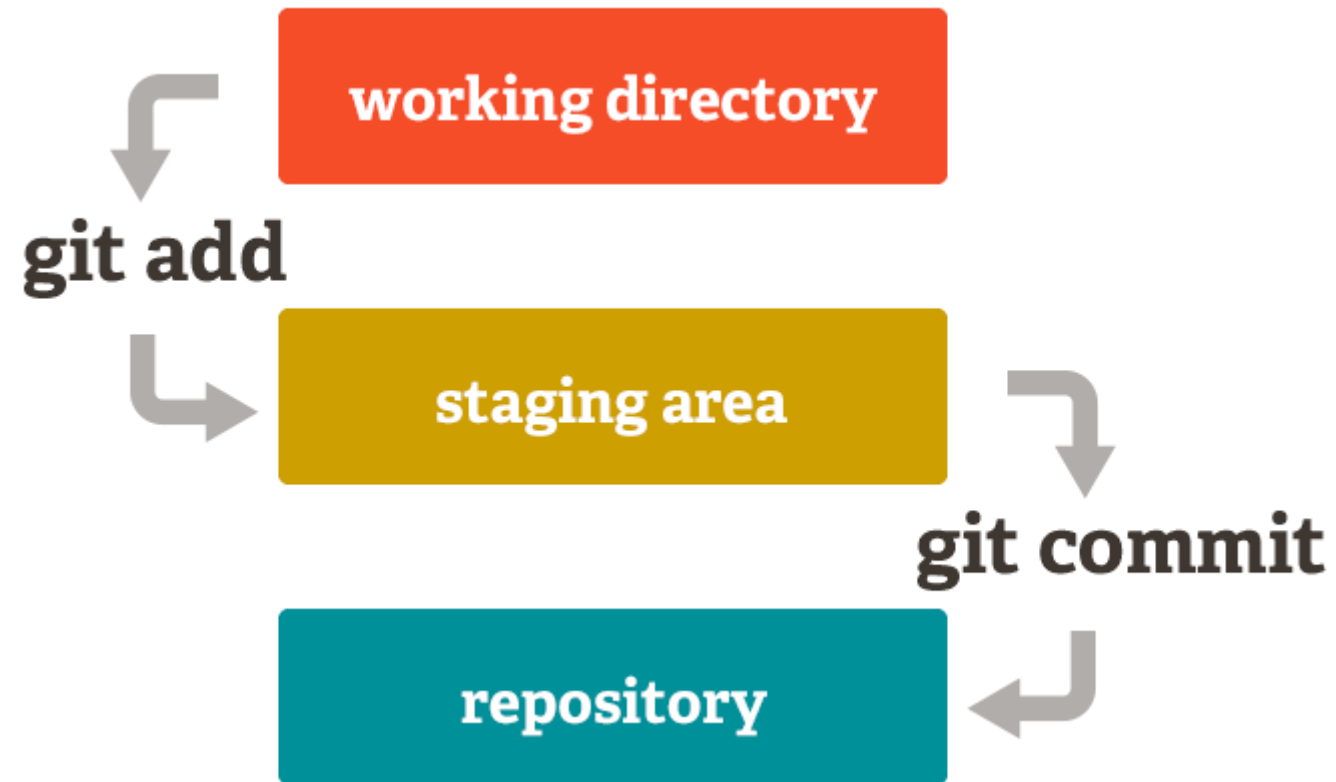 working directory
git add
staging area
git commit
repository